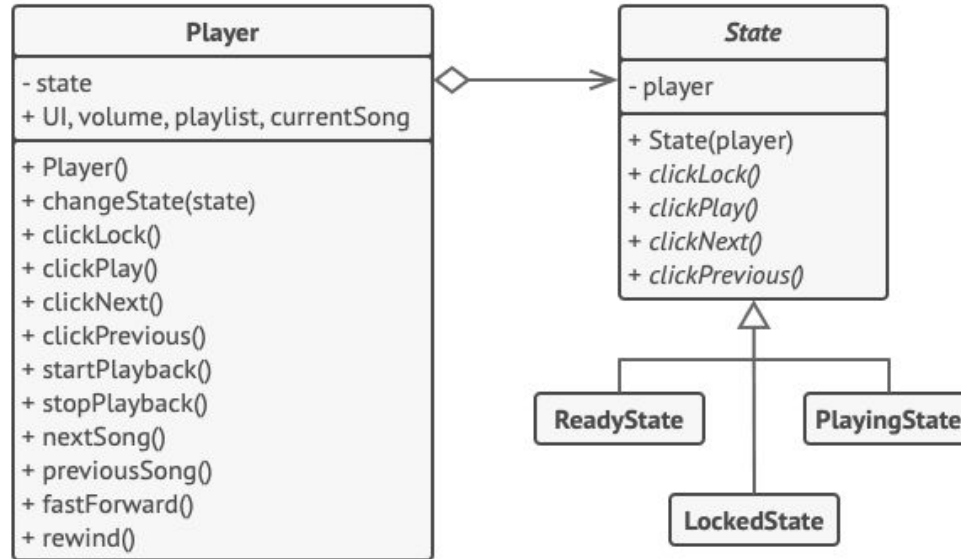 Player
- state
+ UI, volume, playlist, currentSong
+ Player()
+ changeState(state)
+ clickLock()
+ clickPlay()
+ clickNext()
+ clickPrevious()
+ startPlayback()
+ stopPlayback()
+ nextSong()
+ previousSong()
+ fastForward()
+ rewind()
State
- player
+ State(player)
+ clickLock()
+ clickPlay()
+ clickNext()
+ clickPrevious()
ReadyState
PlayingState
LockedState